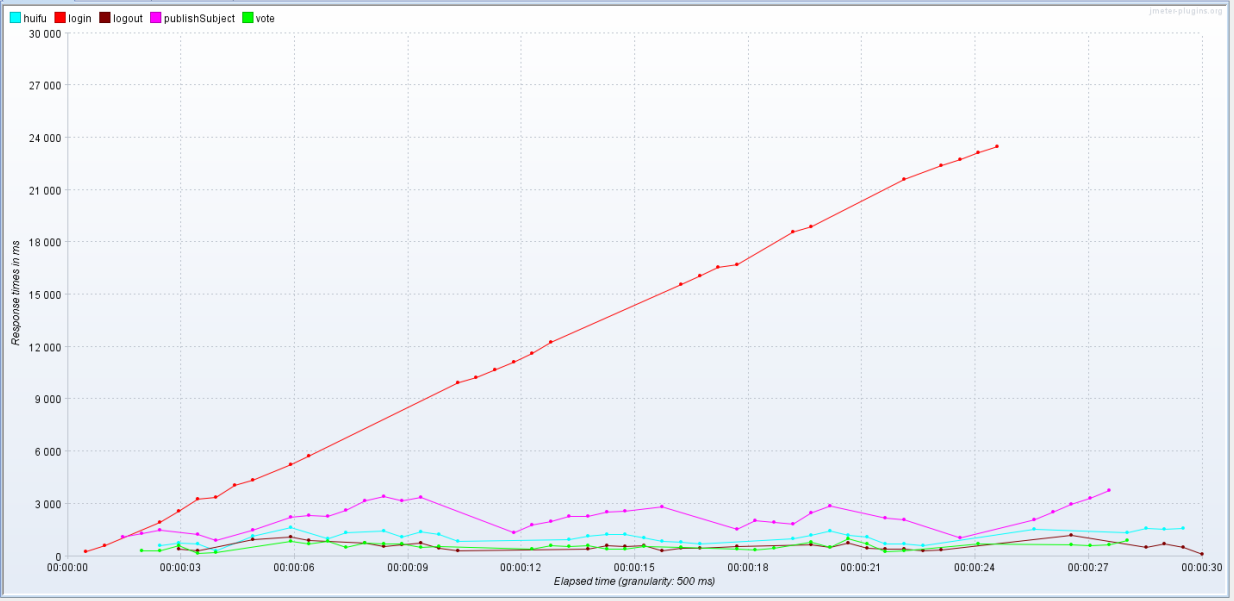 huifu login logout publishSubject vote
jmeter-plugins.org
30 000
27 000
24 000
21 000
18 000
15 000
12 000
9 000
6 000
3 000
0
Response times in ms
00:00:00 00:00:03 00:00:06 00:00:09 00:00:12 00:00:15 00:00:18 00:00:21 00:00:24 00:00:27 00:00:30
Elapsed time (granularity: 500 ms)